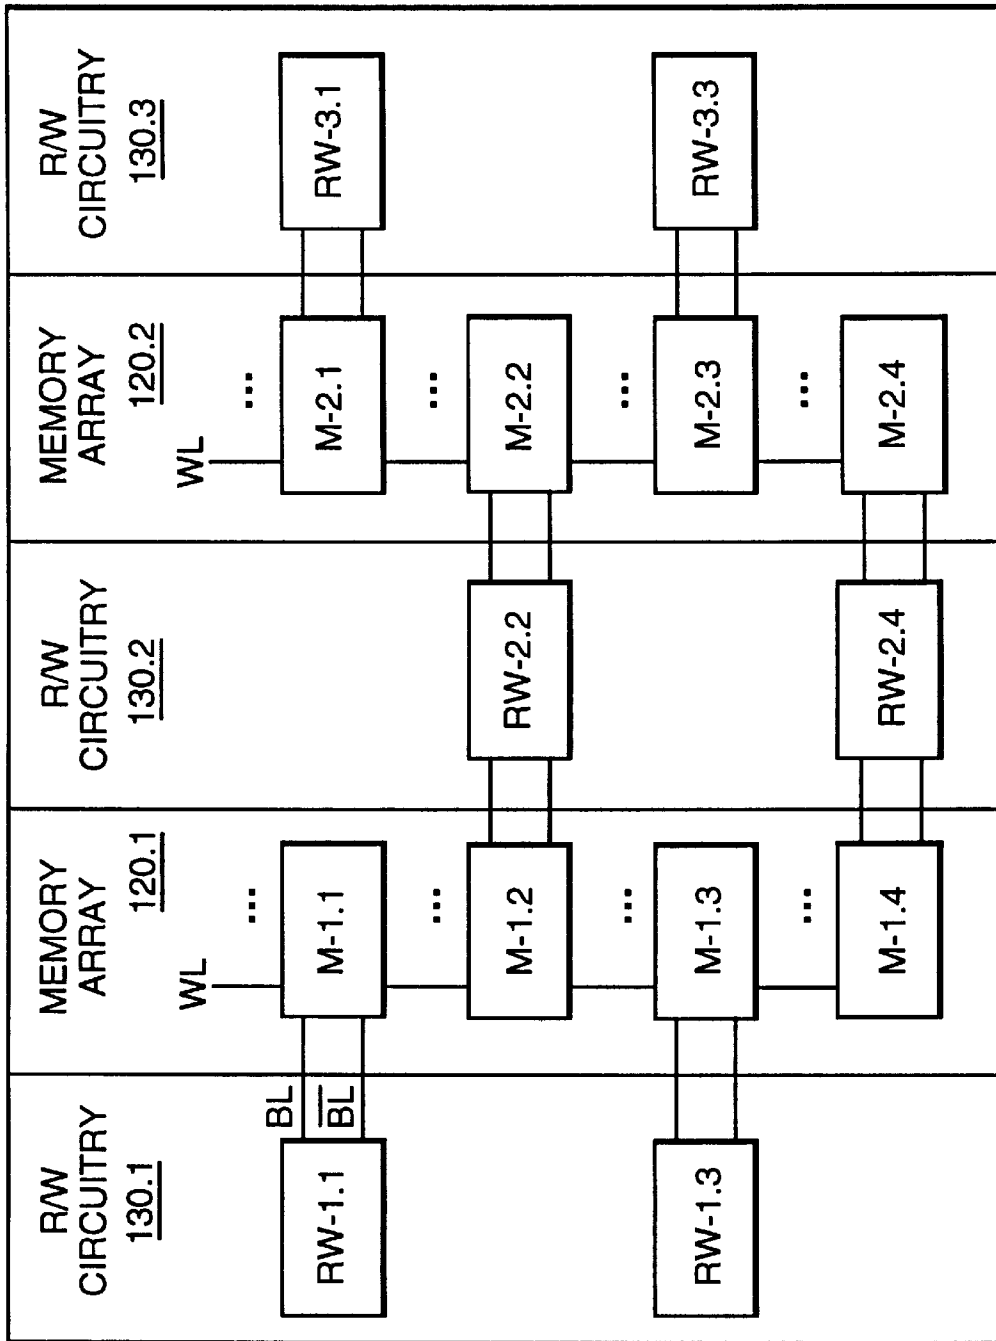 R/W
CIRCUITRY
130.1
MEMORY
ARRAY
120.1
R/W
CIRCUITRY
130.2
MEMORY
ARRAY
120.2
R/W
CIRCUITRY
130.3
WL
...
WL
...
BL
B̅L̅
RW-1.1
M-1.1
M-2.1
RW-3.1
...
...
M-1.2
RW-2.2
M-2.2
...
...
RW-1.3
M-1.3
M-2.3
RW-3.3
...
...
M-1.4
RW-2.4
M-2.4